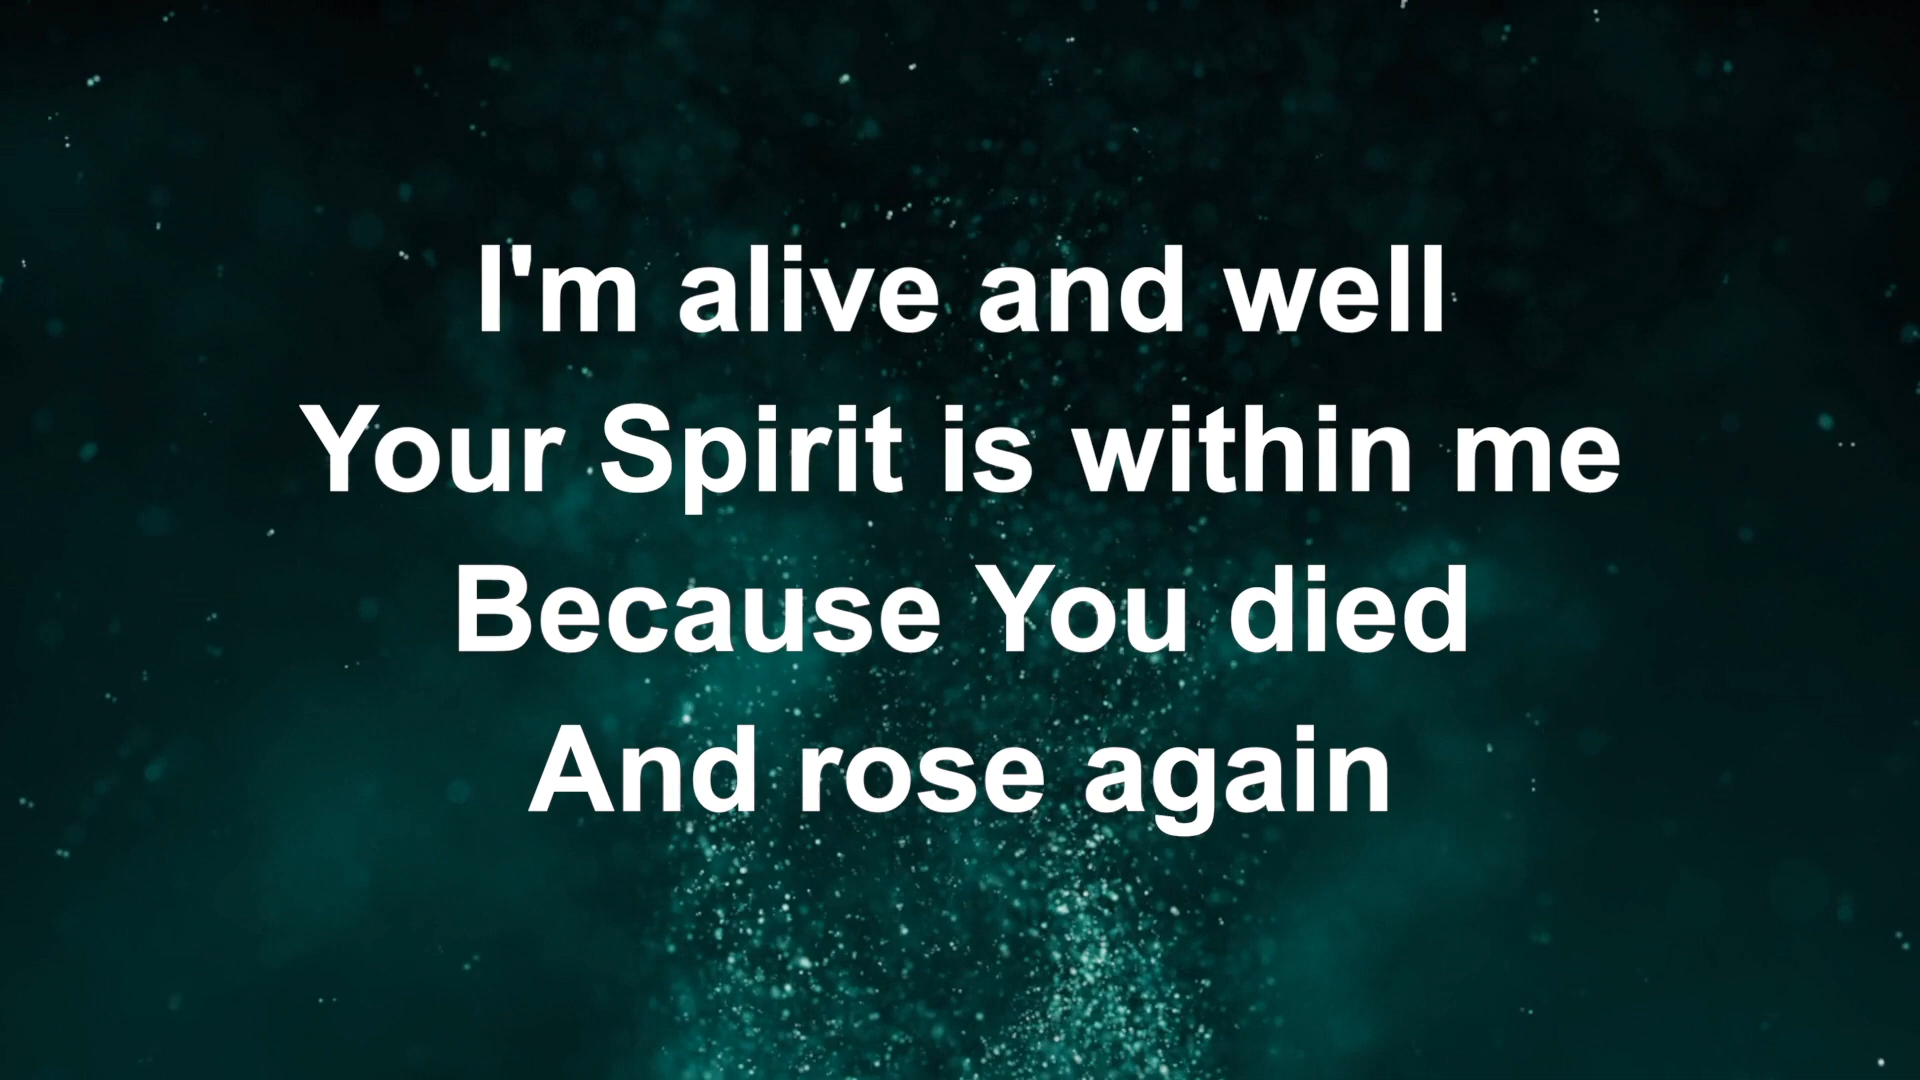 I'm alive and well
Your Spirit is within me
Because You died
And rose again